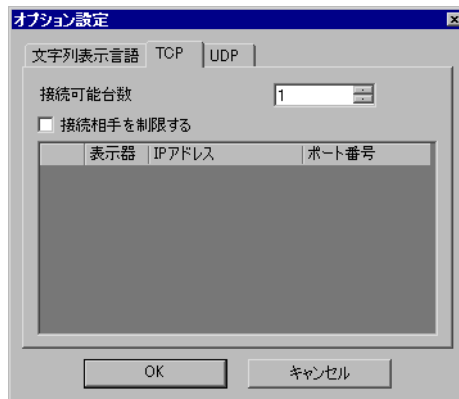 オプション設定
文字列表示言語 TCP UDP
接続可能台数 1
接続相手を制限する
表示器 IPアドレス ポート番号
OK キャンセル